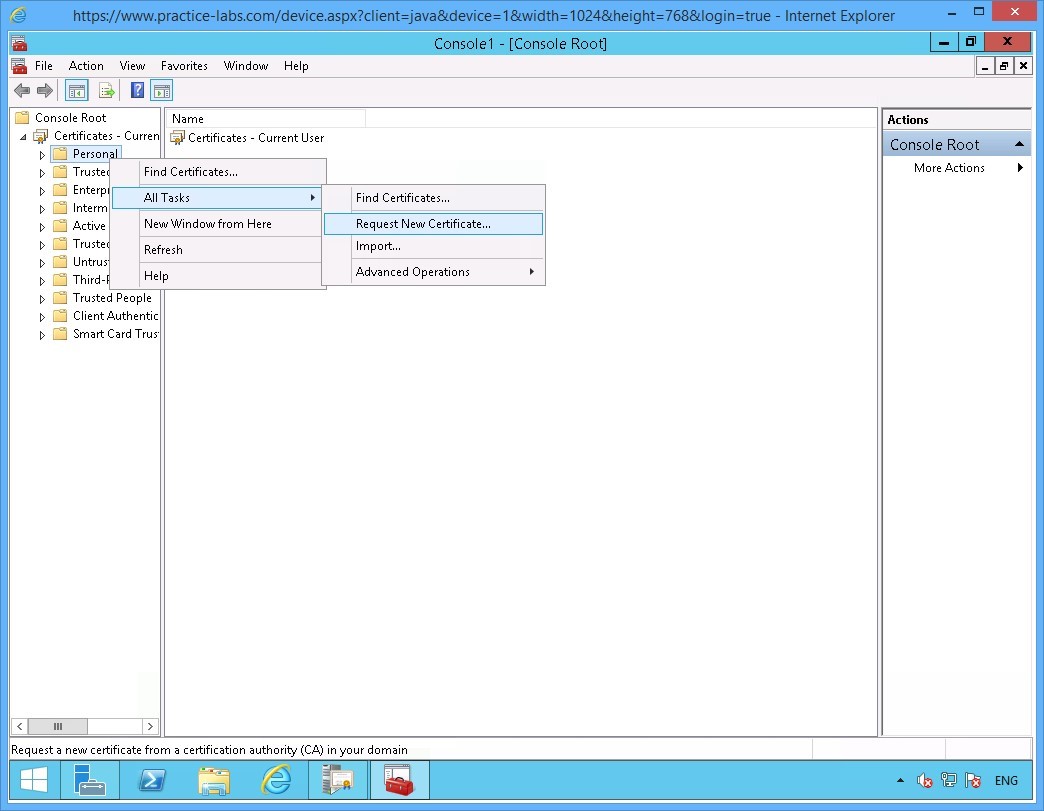 https://www.practice-labs.com/device.aspx?client=java&device=1&width=1024&height=768&login=true - Internet Explorer
Console1 - [Console Root]
File Action View Favorites Window Help
Console Root
Certificates - Curren
Personal
Trusted
Enterp
Interm
Active
Trusted
Untrus
Third-P
Trusted People
Client Authentic
Smart Card Trus
Name
Certificates - Current User
Find Certificates...
All Tasks
New Window from Here
Refresh
Help
Find Certificates...
Request New Certificate...
Import...
Advanced Operations
Actions
Console Root
More Actions
Request a new certificate from a certification authority (CA) in your domain
ENG